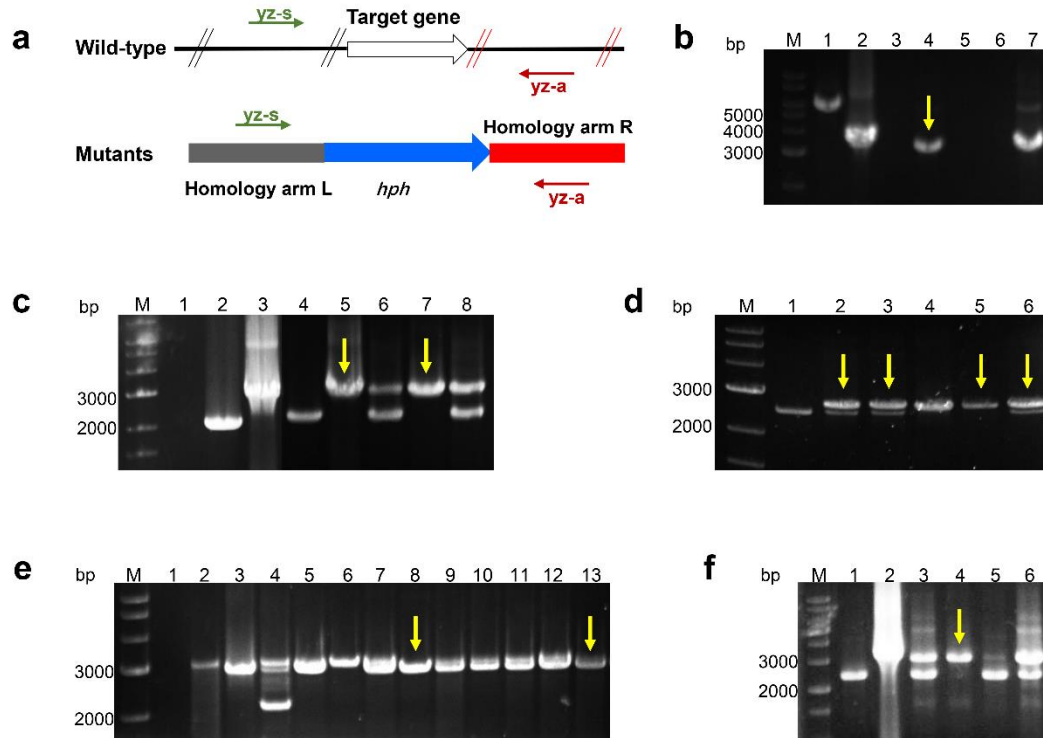 a
yz-s
Target gene
Wild-type
yz-a
yz-s
Homology arm R
Mutants
Homology arm L
hph
yz-a
b
bp M 1 2 3 4 5 6 7
5000
4000
3000
c
bp M 1 2 3 4 5 6 7 8
3000
2000
d
bp M 1 2 3 4 5 6
3000
2000
e
bp M 1 2 3 4 5 6 7 8 9 10 11 12 13
3000
2000
f
bp M 1 2 3 4 5 6
3000
2000